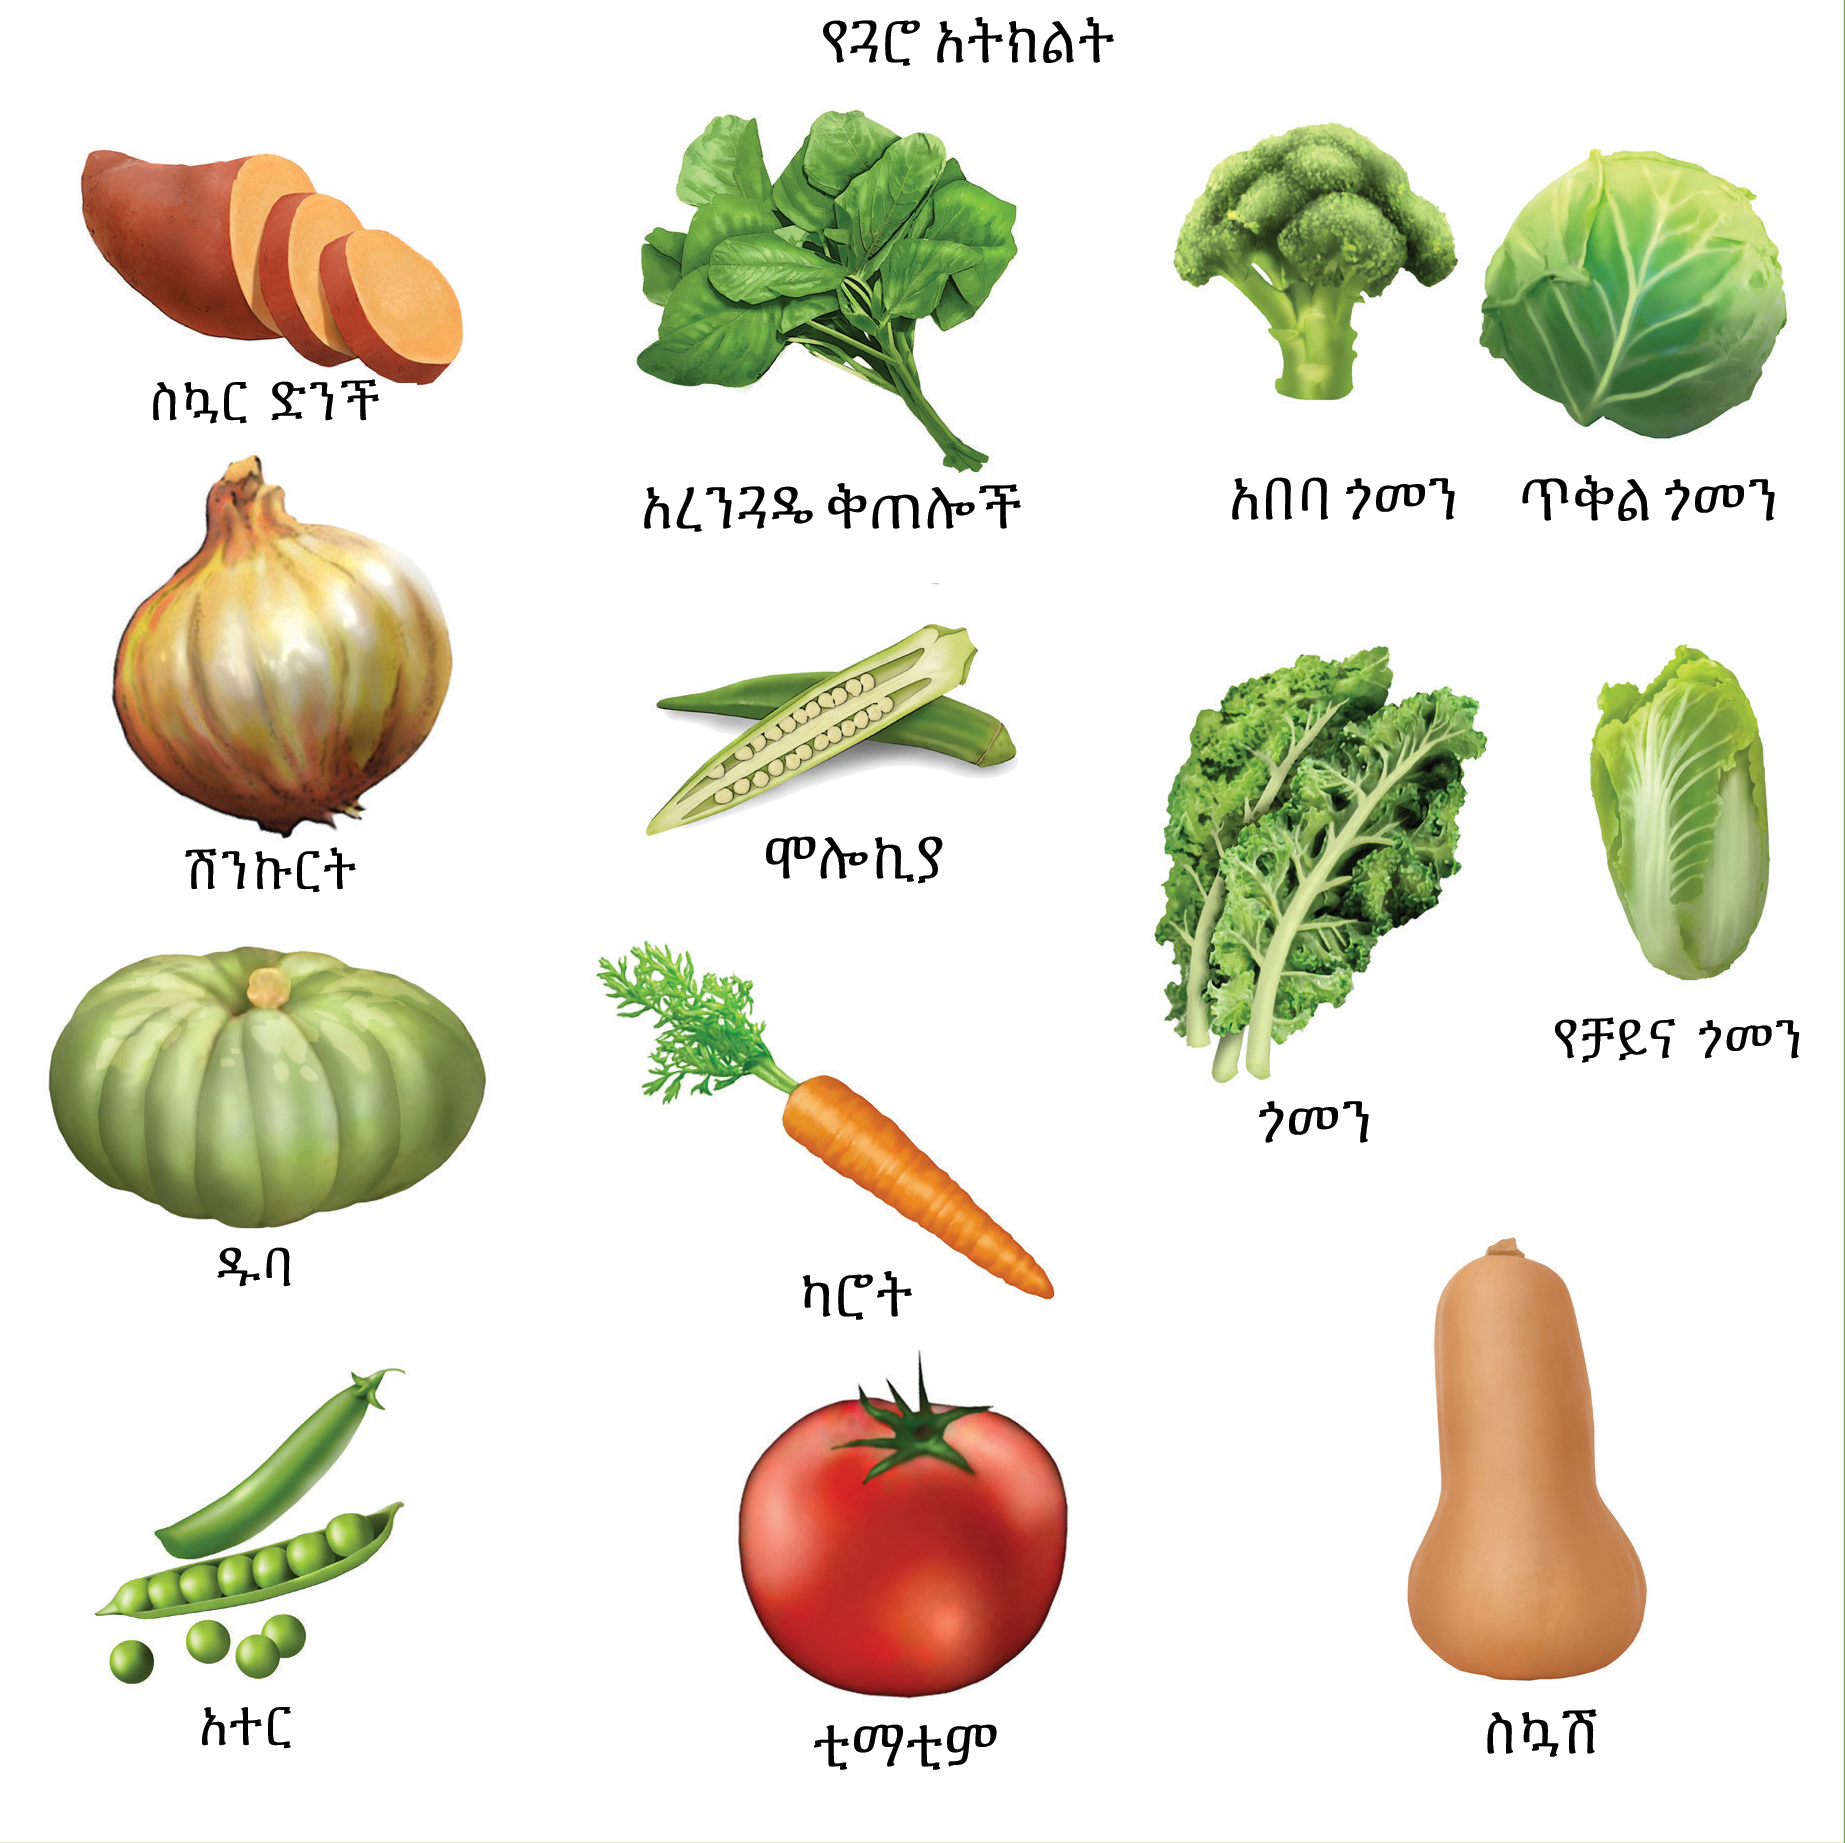 የጓሮ አትክልት
ስኳር ድንች
አረንጓዴ ቅጠሎች
አበባ ጎመን
ጥቅል ጎመን
ሽንኩርት
ሞሎኪያ
ጎመን
የቻይና ጎመን
ዱባ
ካሮት
አተር
ቲማቲም
ስኳሽ